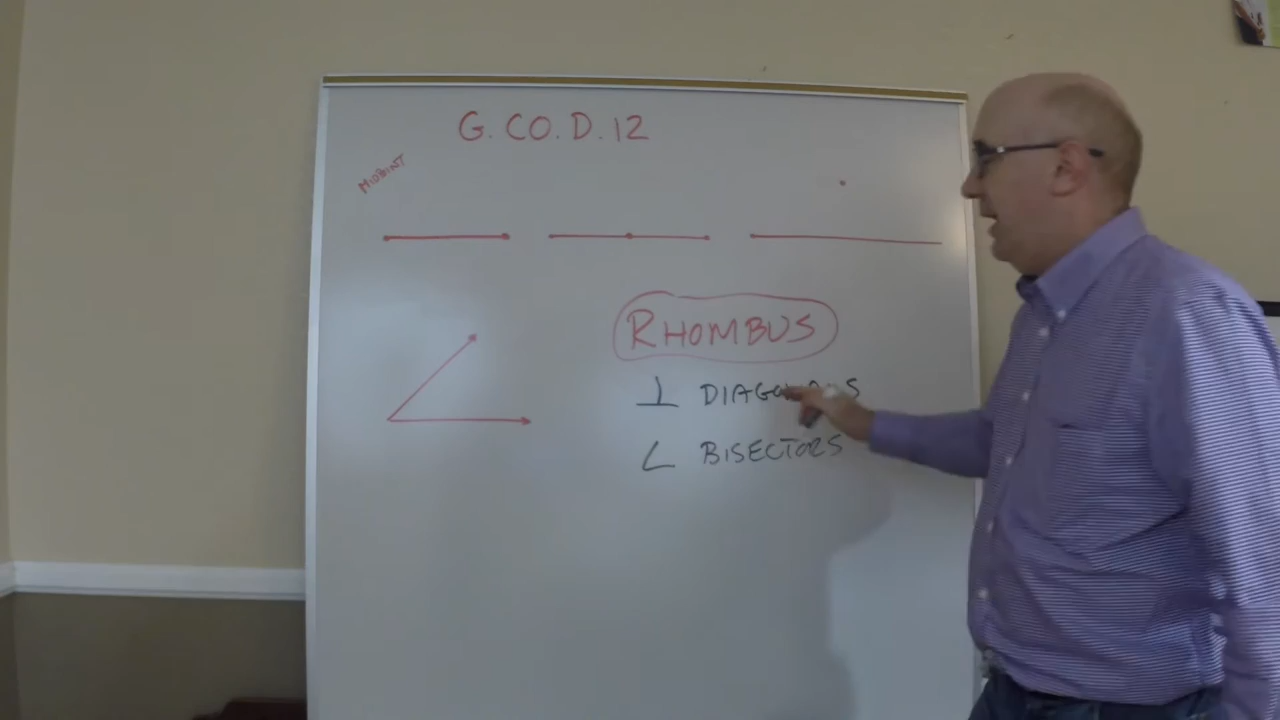 G.CO.D.12
MIDPOINT
RHOMBUS
⊥ DIAGONALS
∠ BISECTORS